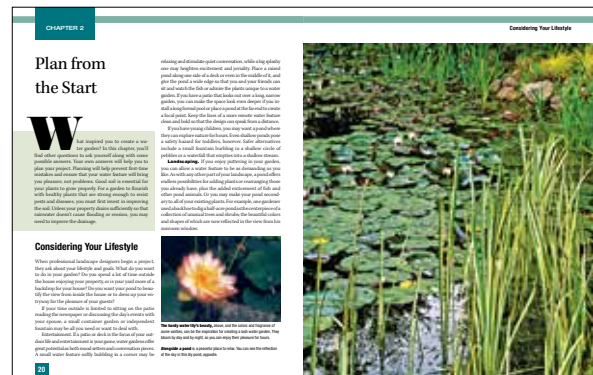 CHAPTER 2
Considering Your Lifestyle
Plan from
the Start
What inspired you to create a wa-
ter garden? In this chapter, you'll
find other questions to ask yourself along with some
possible answers. Your own answers will help you to
plan your project. Planning will help prevent first-time
mistakes and ensure that your water feature will bring
you pleasure, not problems. Good soil is essential for
your plants to grow properly. For a garden to flourish
with healthy plants that are strong enough to resist
pests and diseases, you must first invest in improving
the soil. Unless your property drains sufficiently so that
rainwater doesn't cause flooding or erosion, you may
need to improve the drainage.
Considering Your Lifestyle
When professional landscape designers begin a project,
they ask about your lifestyle and goals. What do you want
to do in your garden? Do you spend a lot of time outside
the house enjoying your property, or is your yard more of a
backdrop for your house? Do you want your pond to beau-
tify the view from inside the house or to dress up your en-
tryway for the pleasure of your guests?
If your time outside is limited to sitting on the patio
reading the newspaper or discussing the day's events with
your spouse, a small container garden or independent
fountain may be all you need or want to deal with.
Entertainment. If a patio or deck is the focus of your out-
door life and entertainment is your game, water gardens offer
great potential as both mood setters and conversation pieces.
A small water feature softly bubbling in a corner may be
relaxing and stimulate quiet conversation, while a big splashy
one may heighten excitement and joviality. Place a raised
pond along one side of a deck or even in the middle of it, and
give the pond a wide edge so that you and your friends can
sit and watch the fish or admire the plants unique to a water
garden. If you have a patio that looks out over a long, narrow
garden, you can make the space look even deeper if you in-
stall a long formal pool or place a pond at the far end to create
a focal point. Keep the lines of a more remote water feature
clean and bold so that the design can speak from a distance.
If you have young children, you may want a pond where
they can explore nature for hours. Even shallow ponds pose
a safety hazard for toddlers, however. Safer alternatives
include a small fountain burbling in a shallow circle of
pebbles or a waterfall that empties into a shallow stream.
Landscaping. If you enjoy puttering in your garden,
you can allow a water feature to be as demanding as you
like. As with any other part of your landscape, a pond offers
endless possibilities for adding plants or rearranging those
you already have, plus the added enticement of fish and
other pond animals. Or you may make your pond second-
ary to all of your existing plants. For example, one gardener
used a hoe to dig a half-acre pond as the centerpiece of a
collection of unusual trees and shrubs, the beautiful colors
and shapes of which are now reflected in the view from his
sunroom window.
The hardy water lily's beauty, above, and the colors and fragrance of
some varieties, can be the inspiration for creating a lush water garden. They
bloom by day and by night, so you can enjoy their pleasure for hours.
Alongside a pond is a peaceful place to relax. You can see the reflection
of the sky in this lily pond, opposite.
20